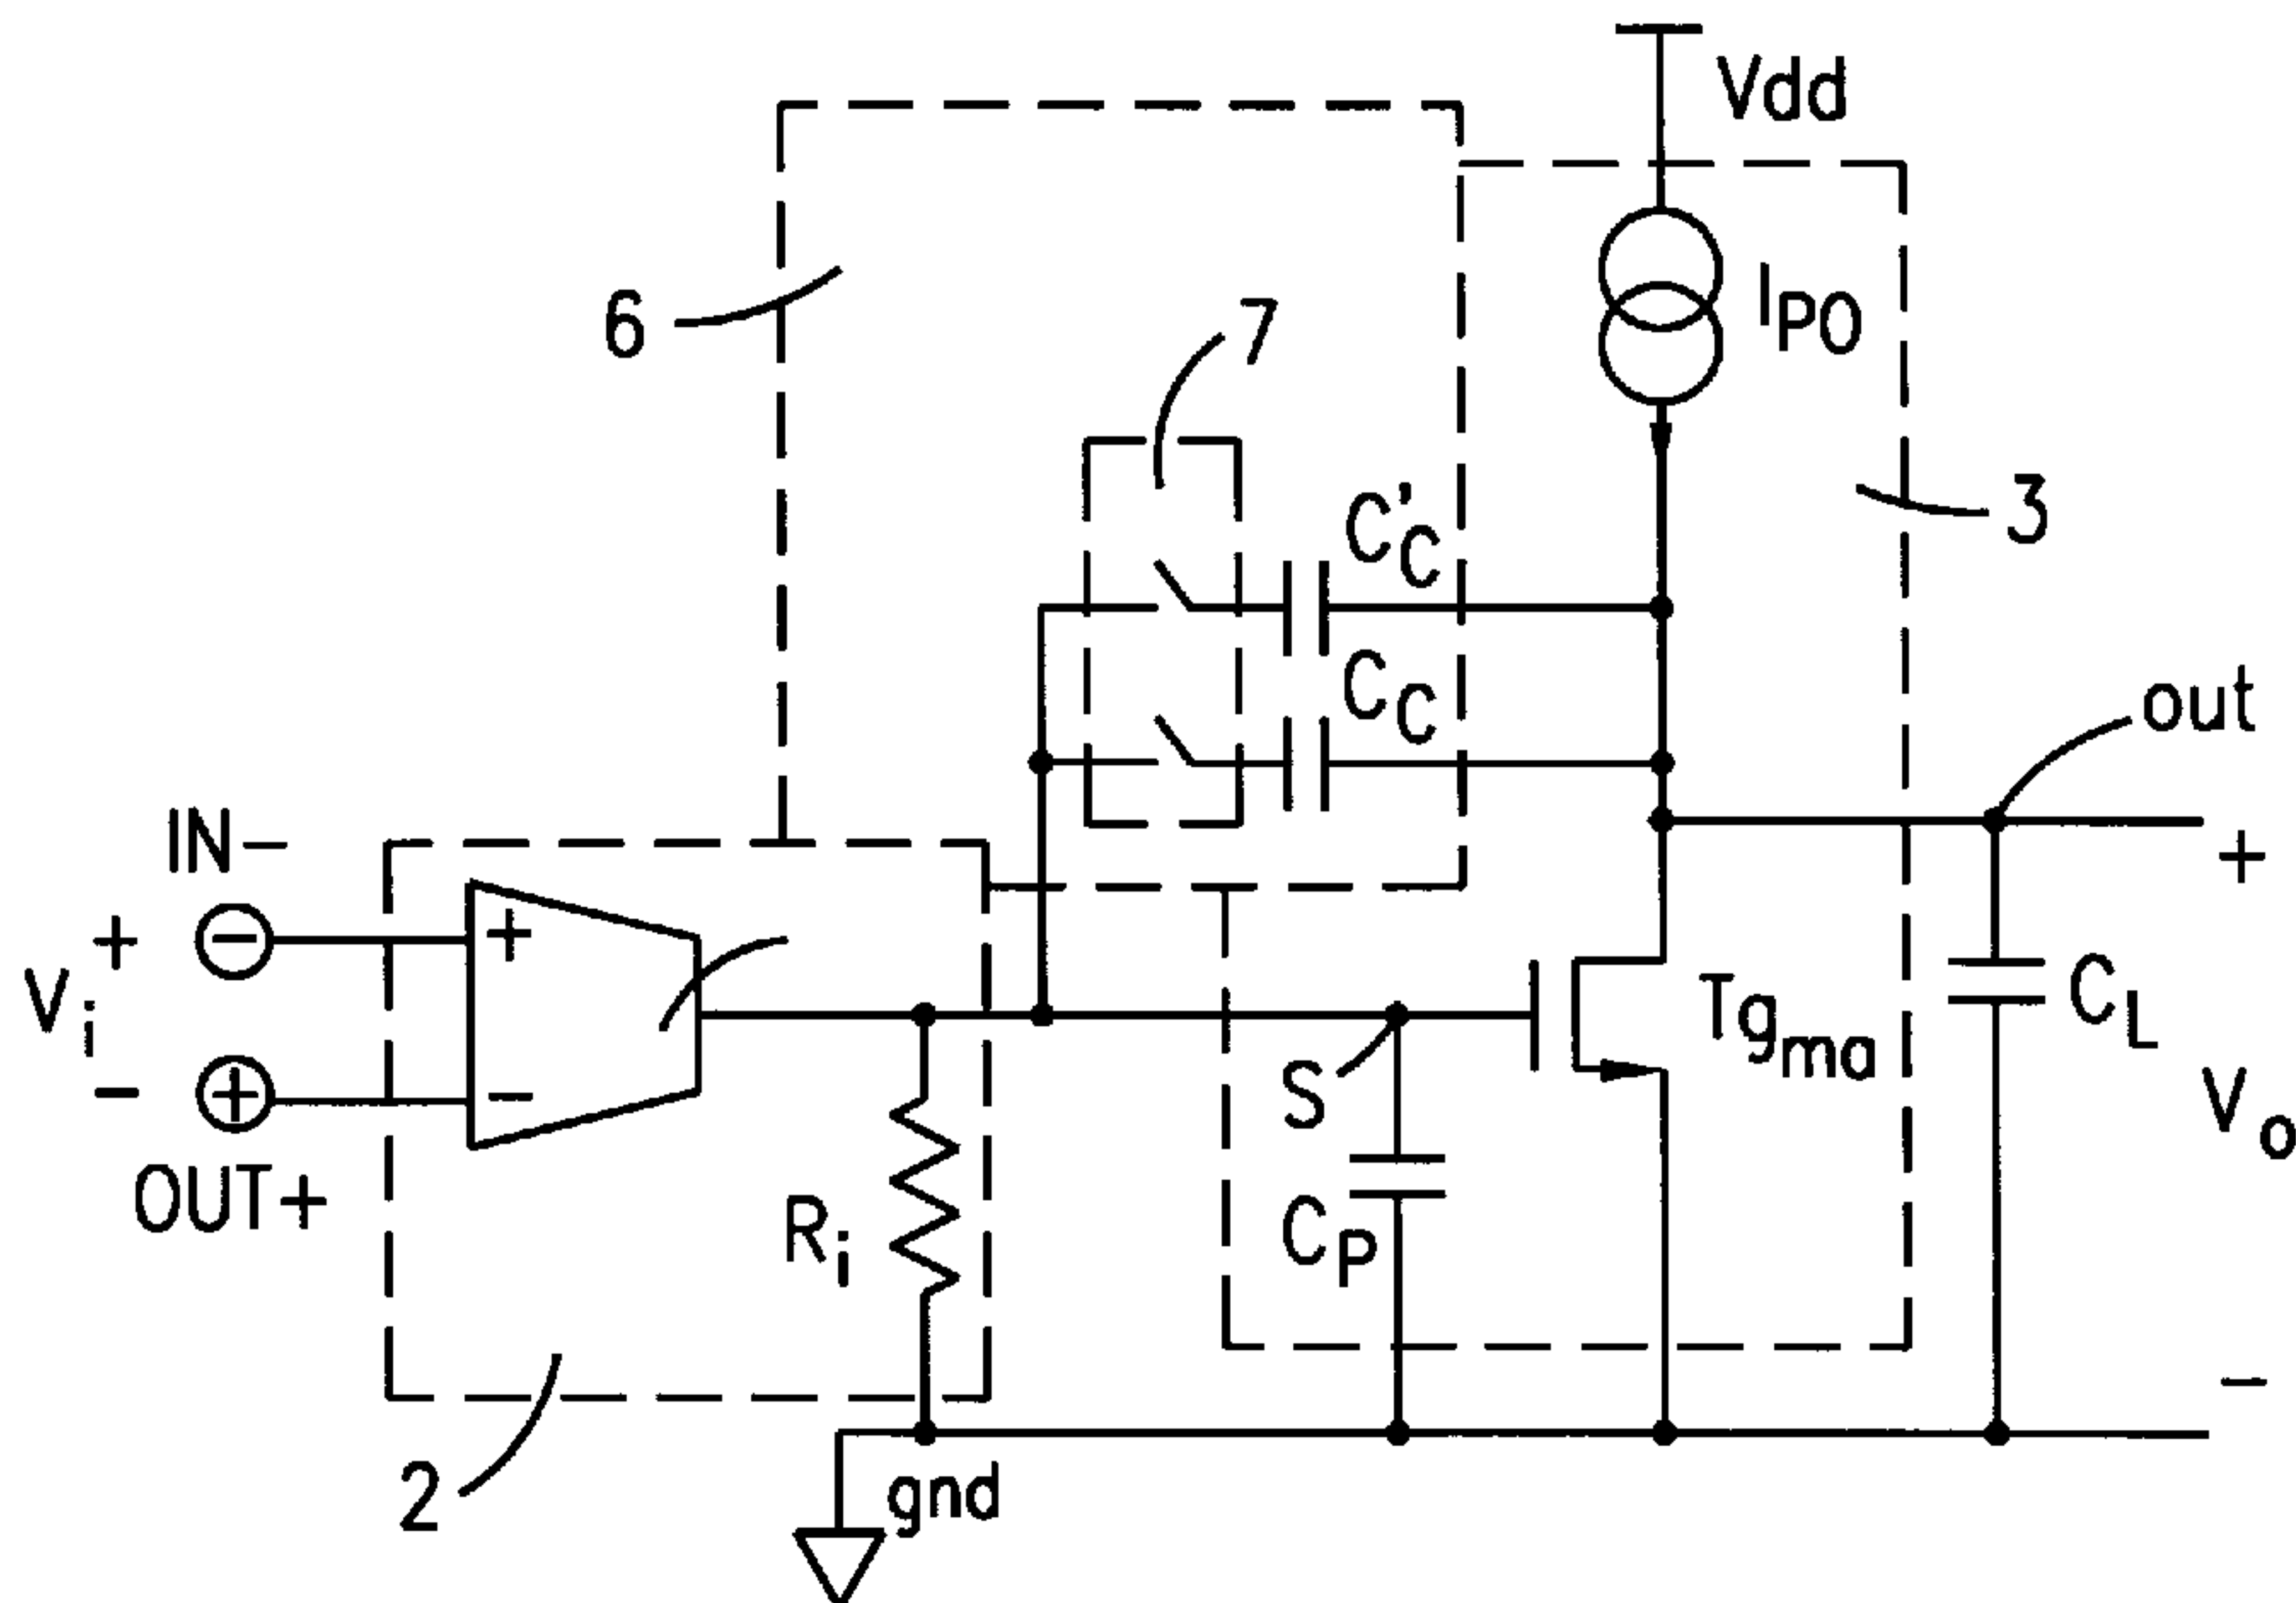 Vdd
6
7
IPO
C'C
3
CC
out
IN−
+
+
+
Vi
−
−
+
OUT+
−
S
Tgma
CL
Vo
Ri
CP
−
2
gnd